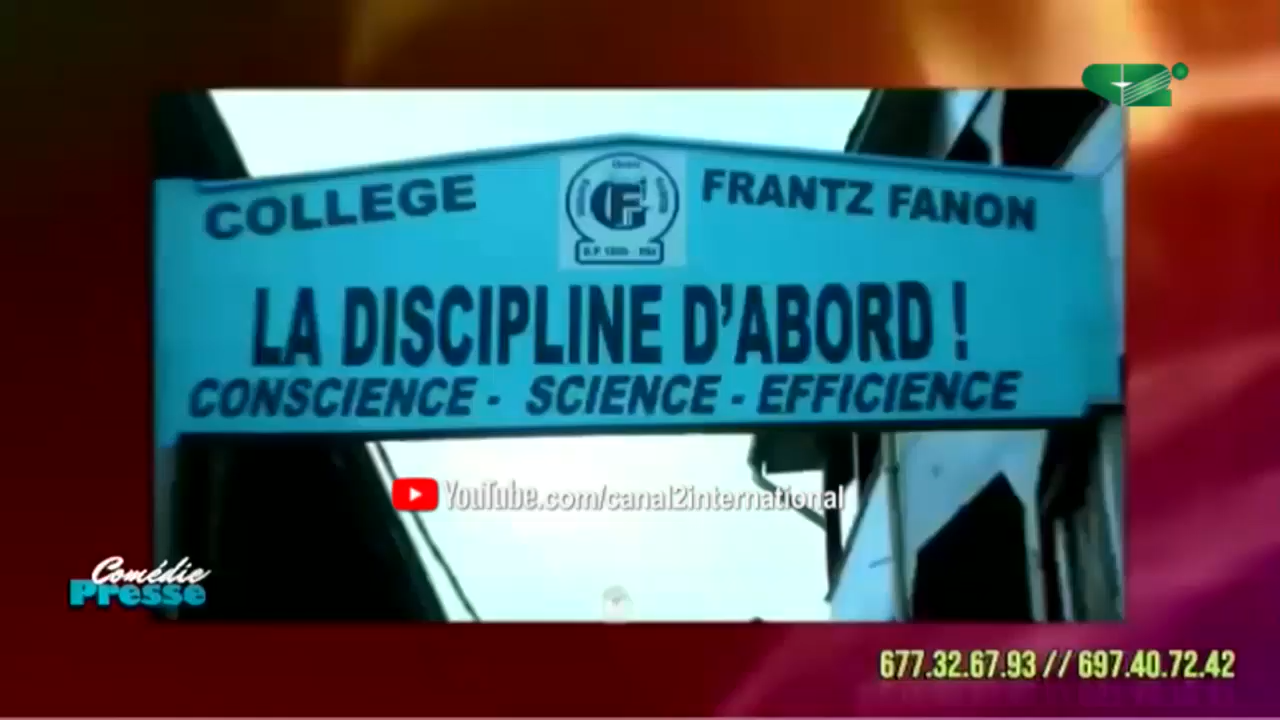 COLLEGE FRANTZ FANON
LA DISCIPLINE D'ABORD !
CONSCIENCE - SCIENCE - EFFICIENCE
YouTube.com/canal2international
Comédie
Presse
677.32.67.93 // 697.40.72.42